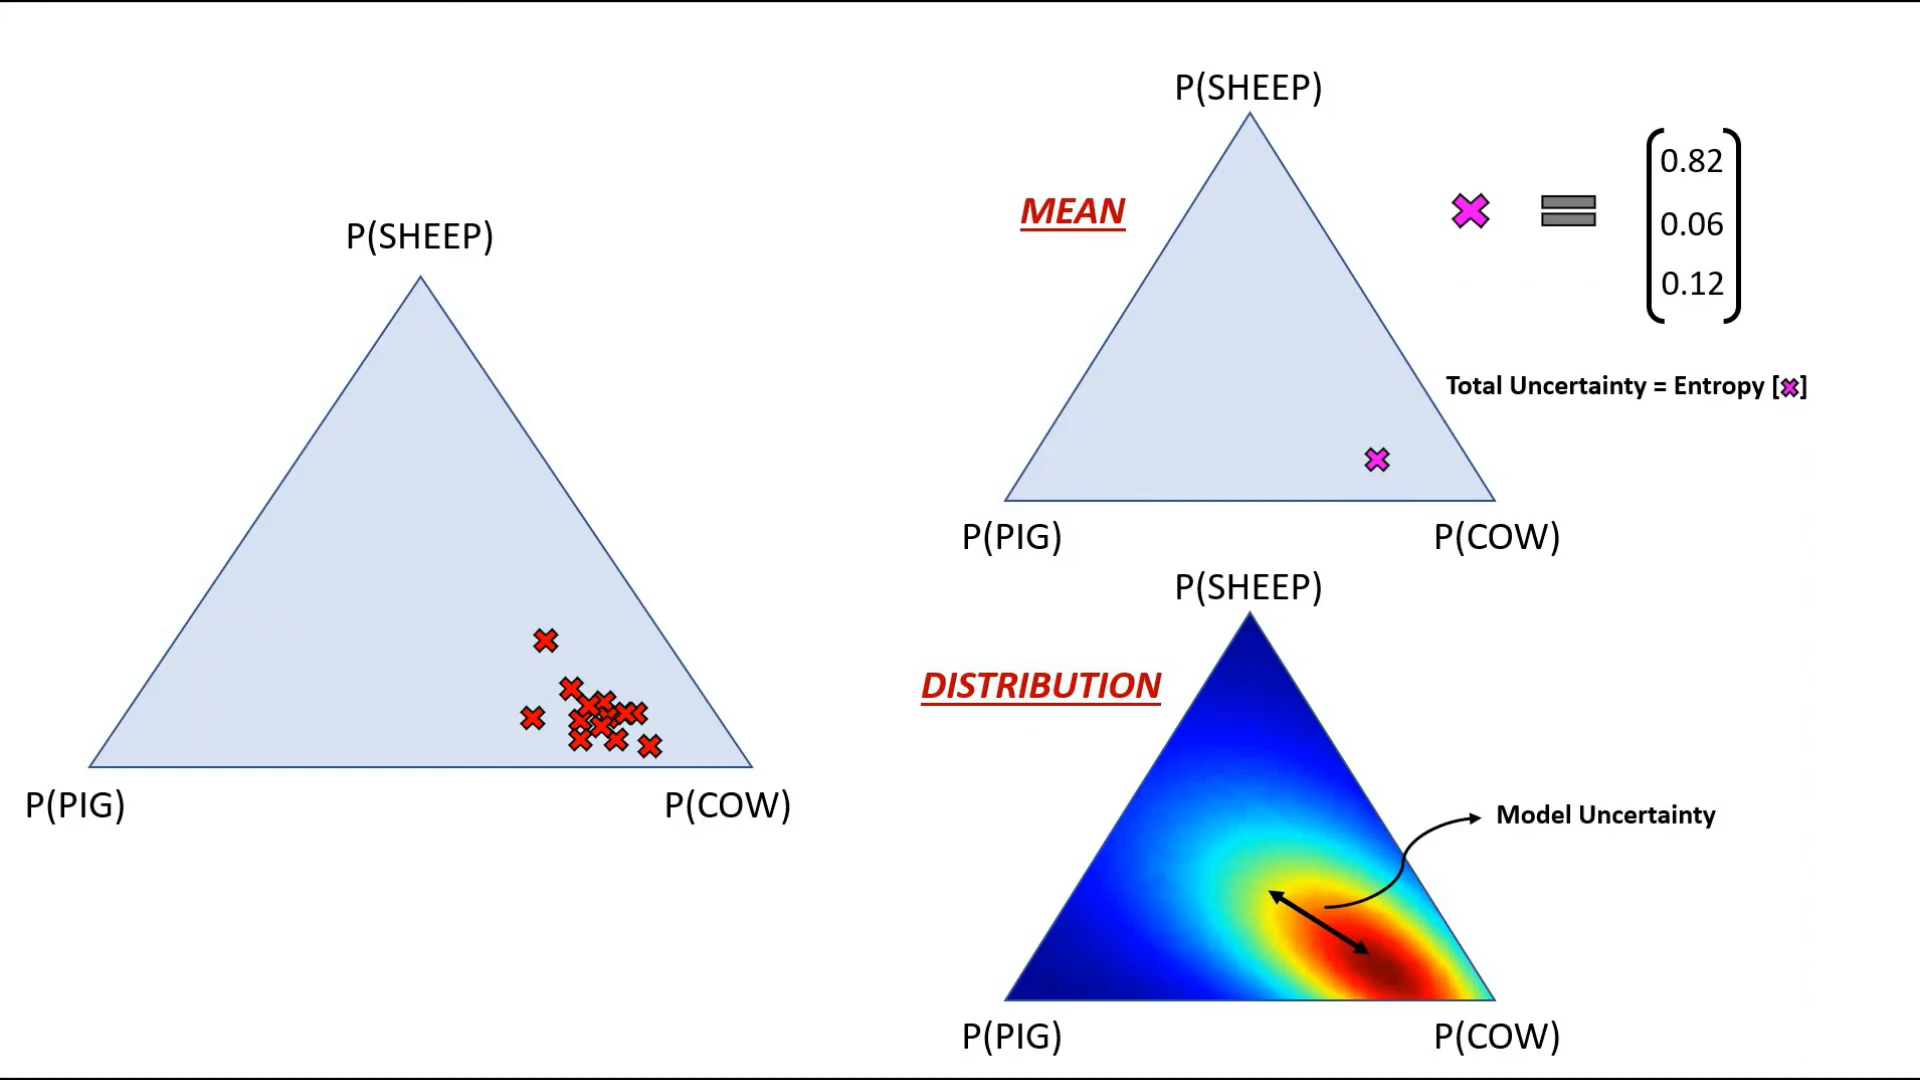 P(SHEEP)
P(PIG)
P(COW)
P(SHEEP)
MEAN
0.82
0.06
0.12
Total Uncertainty = Entropy [✖]
P(PIG)
P(COW)
P(SHEEP)
DISTRIBUTION
Model Uncertainty
P(PIG)
P(COW)